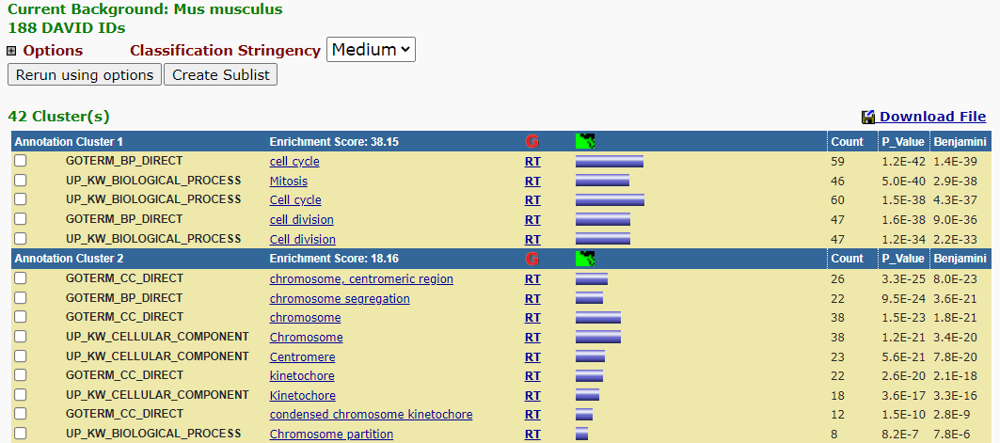 Current Background: Mus musculus
188 DAVID IDs
Options Classification Stringency Medium
Rerun using options Create Sublist
42 Cluster(s) Download File
Annotation Cluster 1 Enrichment Score: 38.15 G Count P_Value Benjamini
GOTERM_BP_DIRECT cell cycle RT 59 1.2E-42 1.4E-39
UP_KW_BIOLOGICAL_PROCESS Mitosis RT 46 5.0E-40 2.9E-38
UP_KW_BIOLOGICAL_PROCESS Cell cycle RT 60 1.5E-38 4.3E-37
GOTERM_BP_DIRECT cell division RT 47 1.6E-38 9.0E-36
UP_KW_BIOLOGICAL_PROCESS Cell division RT 47 1.2E-34 2.2E-33
Annotation Cluster 2 Enrichment Score: 18.16 G Count P_Value Benjamini
GOTERM_CC_DIRECT chromosome, centromeric region RT 26 3.3E-25 8.0E-23
GOTERM_BP_DIRECT chromosome segregation RT 22 9.5E-24 3.6E-21
GOTERM_CC_DIRECT chromosome RT 38 1.5E-23 1.8E-21
UP_KW_CELLULAR_COMPONENT Chromosome RT 38 1.2E-21 3.4E-20
UP_KW_CELLULAR_COMPONENT Centromere RT 23 5.6E-21 7.8E-20
GOTERM_CC_DIRECT kinetochore RT 22 2.6E-20 2.1E-18
UP_KW_CELLULAR_COMPONENT Kinetochore RT 18 3.6E-17 3.3E-16
GOTERM_CC_DIRECT condensed chromosome kinetochore RT 12 1.5E-10 2.8E-9
UP_KW_BIOLOGICAL_PROCESS Chromosome partition RT 8 8.2E-7 7.8E-6